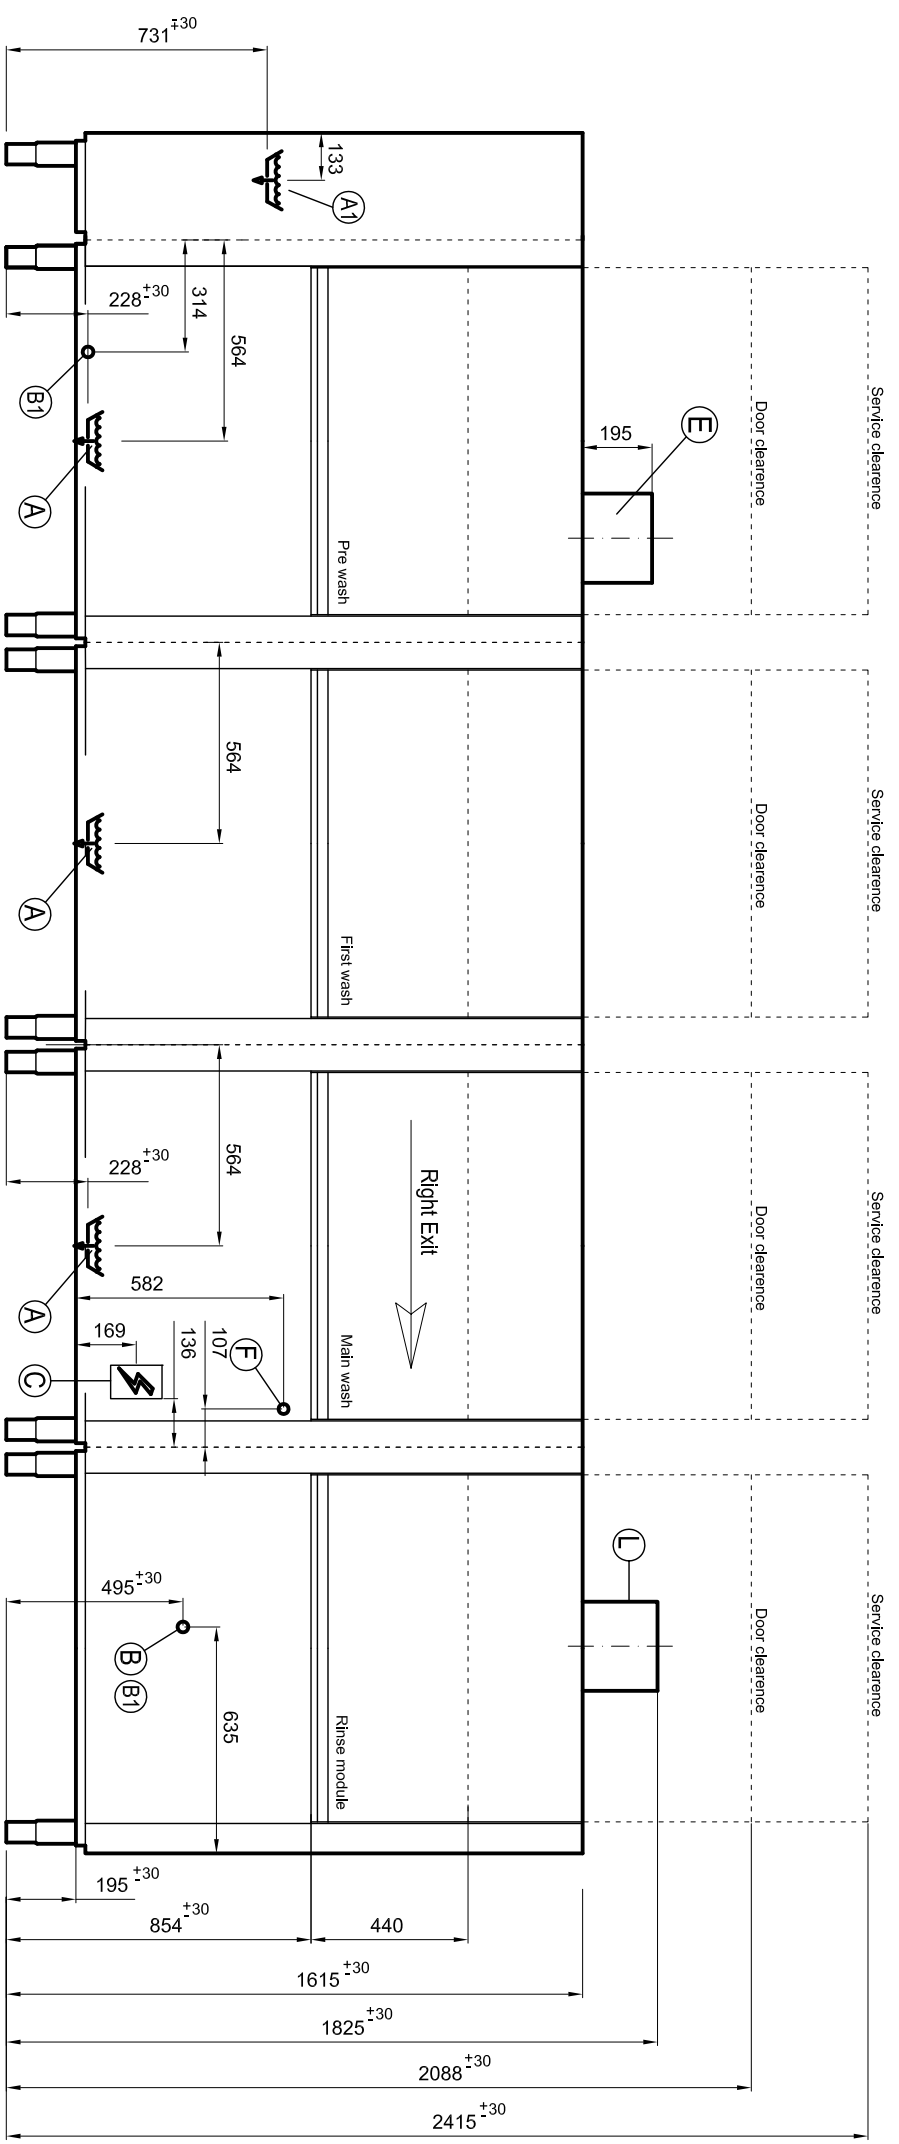 Service clearence
Service clearence
Service clearence
Service clearence
Door clearence
Door clearence
Door clearence
Door clearence
E
195
L
Pre wash
First wash
Main wash
Rinse module
Right Exit
133
A1
731 +-30
314
564
228 +-30
B1
A
564
A
564
228 +-30
A
582
169
136
107
F
C
495 +-30
B
B1
635
195 +-30
854 +-30
440
1615 +-30
1825 +-30
2088 +-30
2415 +-30